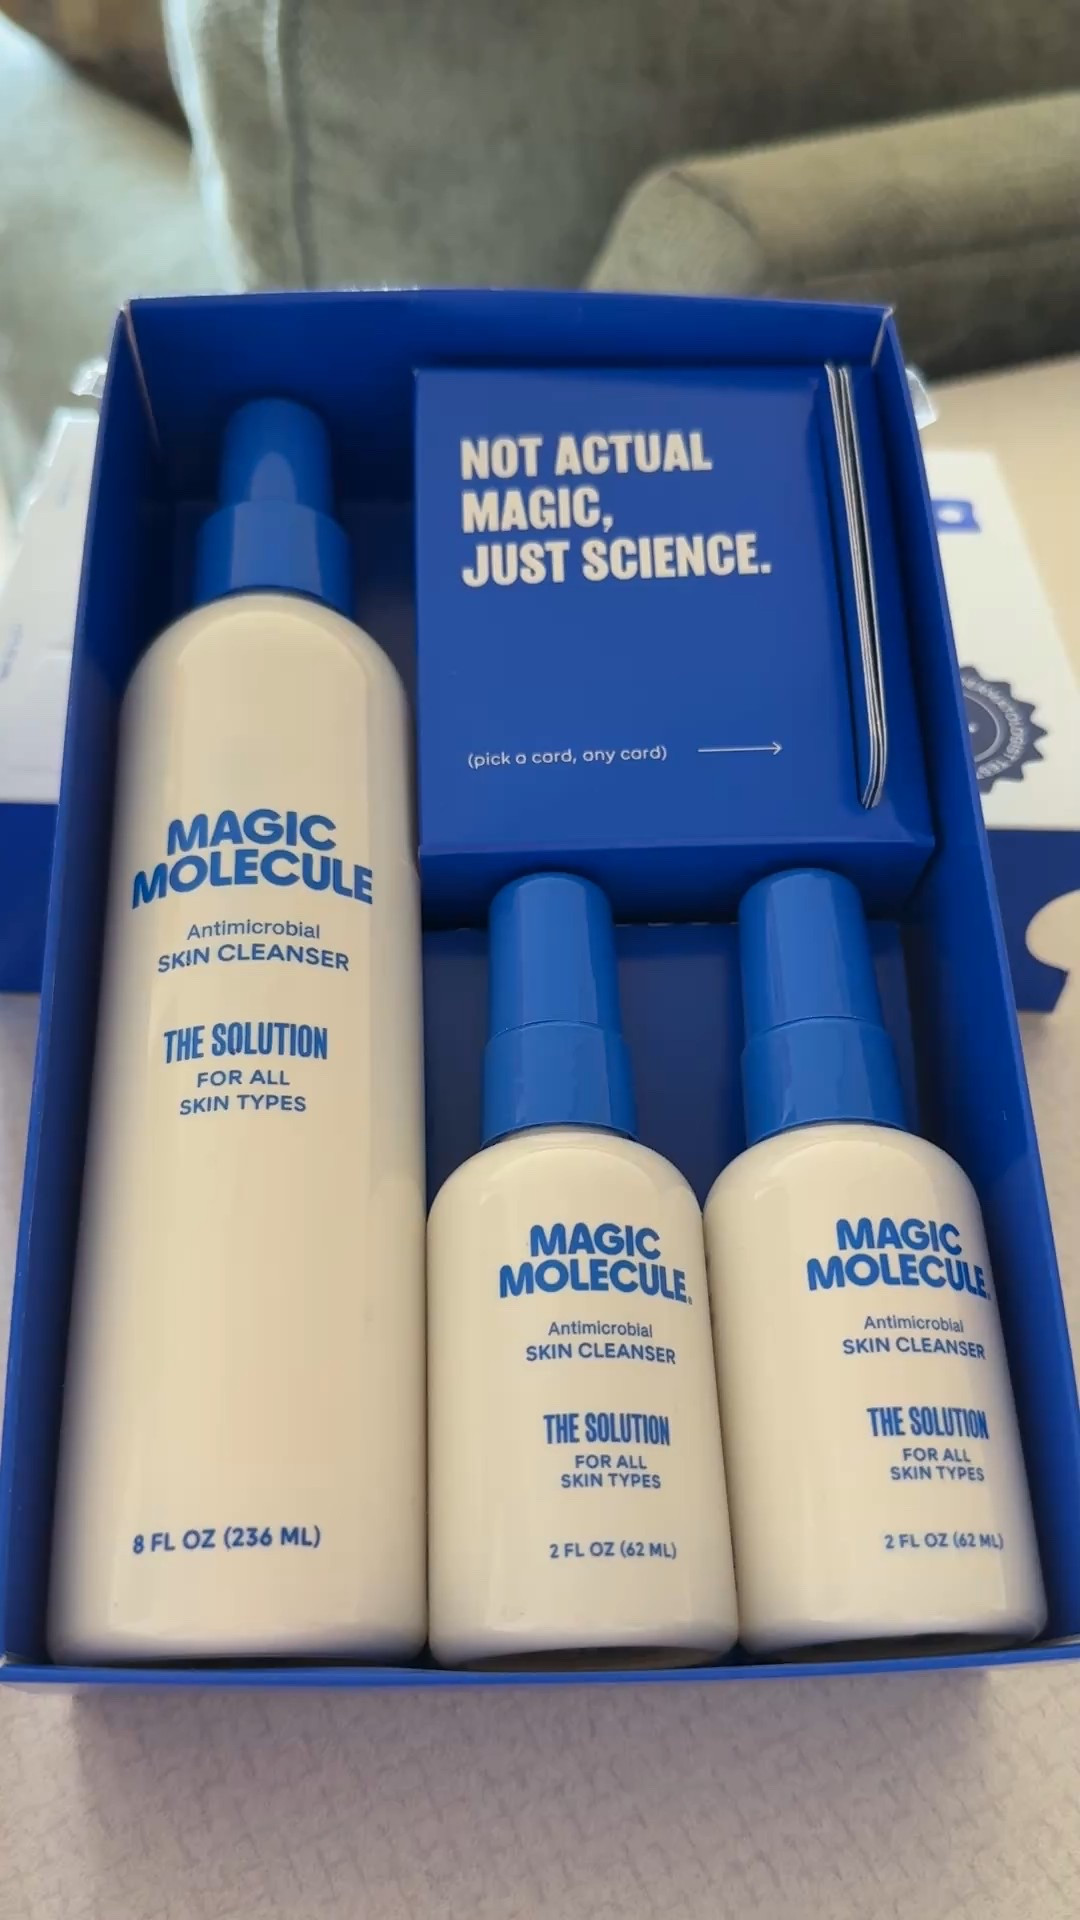 NOT ACTUAL
MAGIC,
JUST SCIENCE.
(pick a card, any card)
MAGIC
MOLECULE
Antimicrobial
SKIN CLEANSER
THE SOLUTION
FOR ALL
SKIN TYPES
8 FL OZ (236 ML)
MAGIC
MOLECULE®
Antimicrobial
SKIN CLEANSER
THE SOLUTION
FOR ALL
SKIN TYPES
2 FL OZ (62 ML)
MAGIC
MOLECULE
Antimicrobial
SKIN CLEANSER
THE SOLUTION
FOR ALL
SKIN TYPES
2 FL OZ (62 ML)